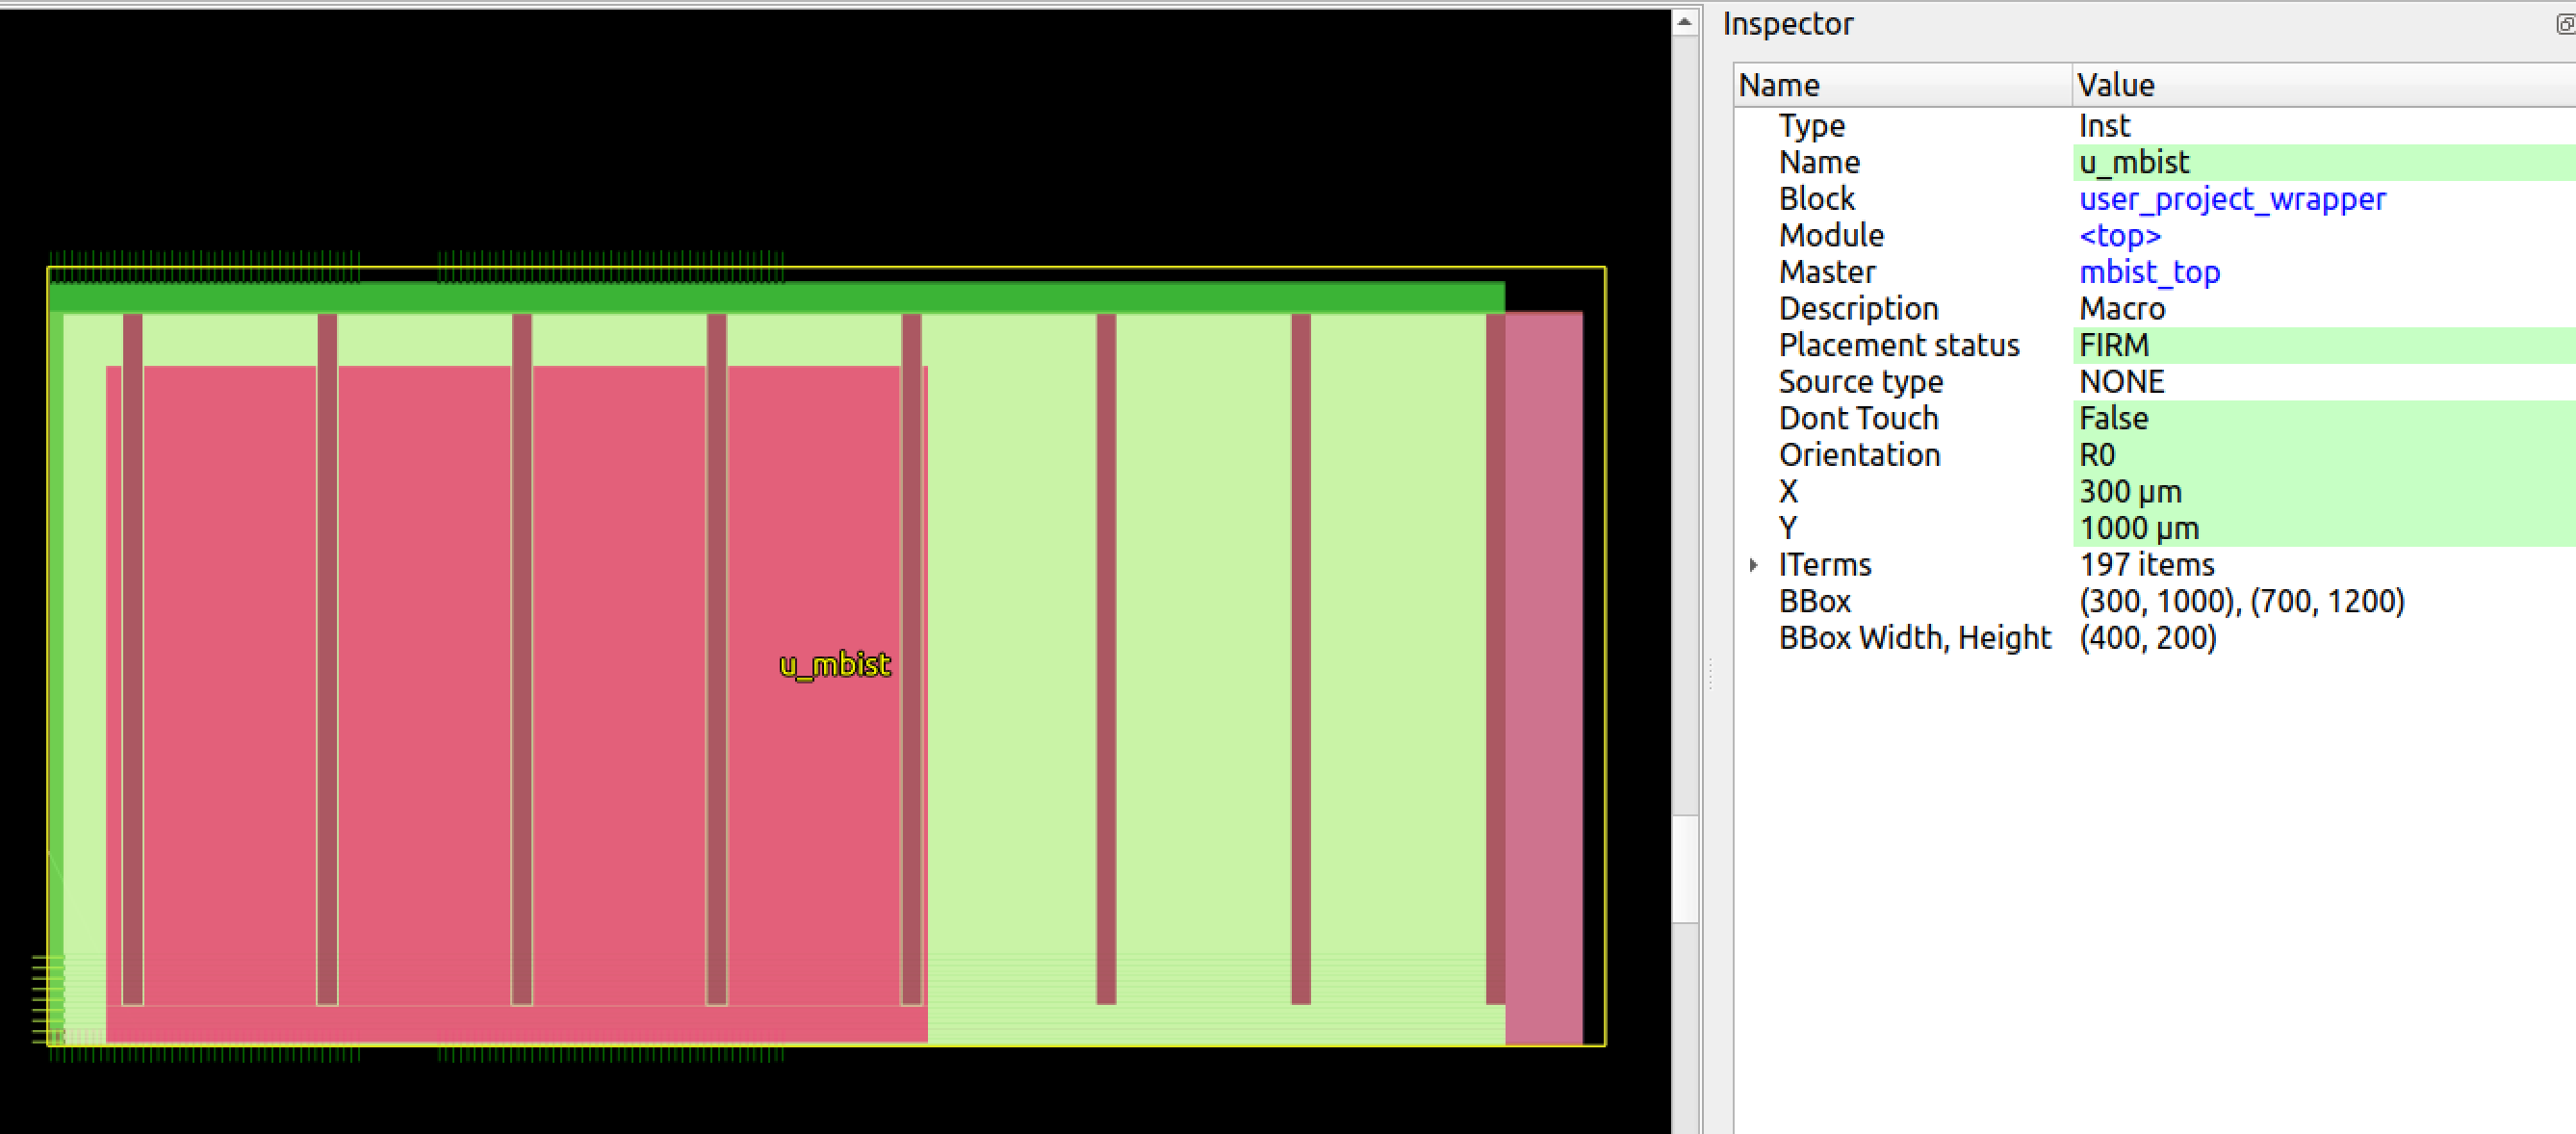 Inspector
Name Value
Type Inst
Name u_mbist
Block user_project_wrapper
Module <top>
Master mbist_top
Description Macro
Placement status FIRM
Source type NONE
Dont Touch False
Orientation R0
X 300 µm
Y 1000 µm
ITerms 197 items
BBox (300, 1000), (700, 1200)
BBox Width, Height (400, 200)
u_mbist